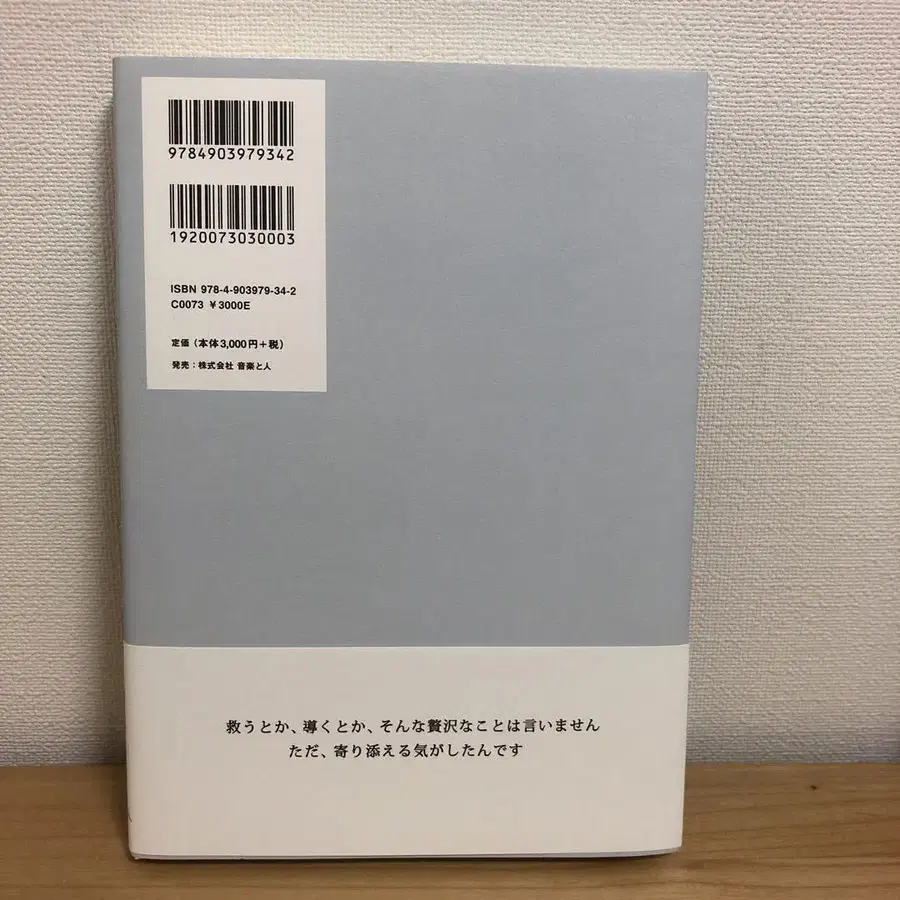 9784903979342
1920073030003
ISBN 978-4-903979-34-2
C0073 ¥3000E
定価（本体3,000円＋税）
発売：株式会社 音楽と人
救うとか、導くとか、そんな贅沢なことは言いません
ただ、寄り添える気がしたんです